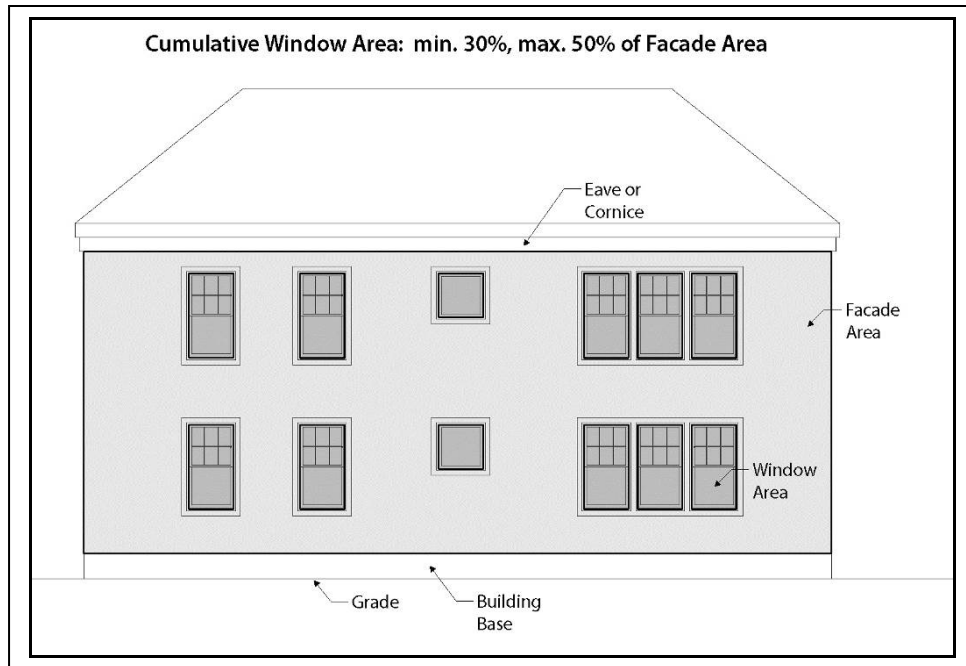 Cumulative Window Area: min. 30%, max. 50% of Facade Area
Eave or
Cornice
Facade
Area
Window
Area
Grade
Building
Base